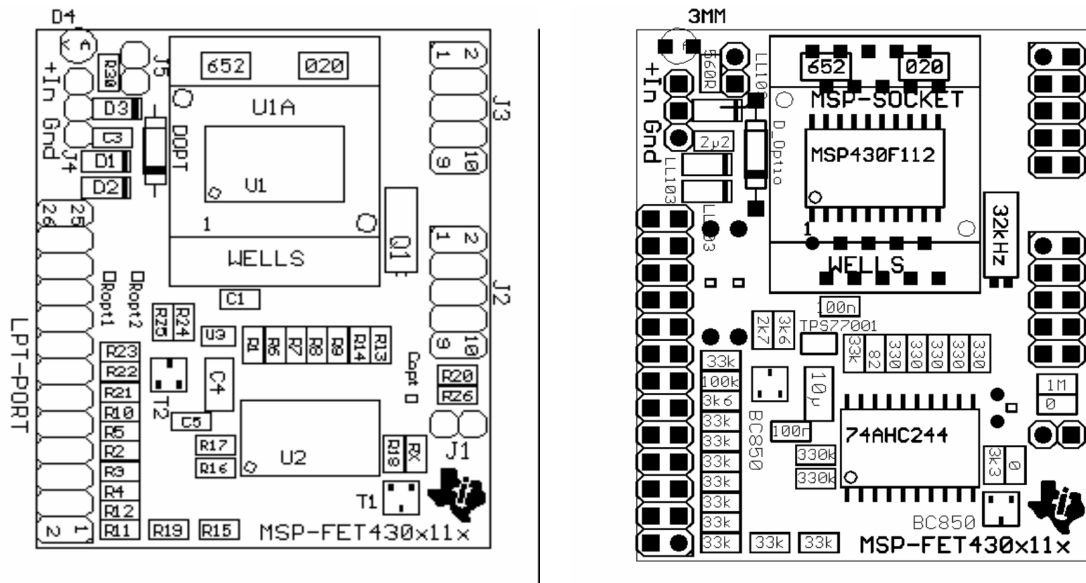 D4
K A
R30
J5
+In Gnd
J4
D3
C3
D1
D2
DOPT
652
020
U1A
U1
1
WELLS
Q1
2
1
9
10
J3
2
1
9
10
J2
26 25
2 1
LPT-PORT
Ropt1
Ropt2
C1
R25
R24
U3
R1
R6
R7
R8
R9
R14
R13
Copt
R20
R26
J1
R23
R22
R21
R10
R5
R2
R3
R4
R12
R11
T2
C4
C5
R17
R16
U2
R18
RX
T1
R19
R15
i
MSP-FET430x11x
3MM
A
560R
LL103
+In Gnd
2µ2
LL103
LL103
D_Optio
652
020
MSP-SOCKET
MSP430F112
1
WELLS
32kHz
100n
2k7
3k6
TPS77001
33k
82
330
330
330
330
330
1M
0
33k
100k
3k6
33k
33k
33k
33k
33k
33k
33k
BC850
10µ
100n
330k
330k
74AHC244
3k3
0
BC850
33k
33k
i
MSP-FET430x11x